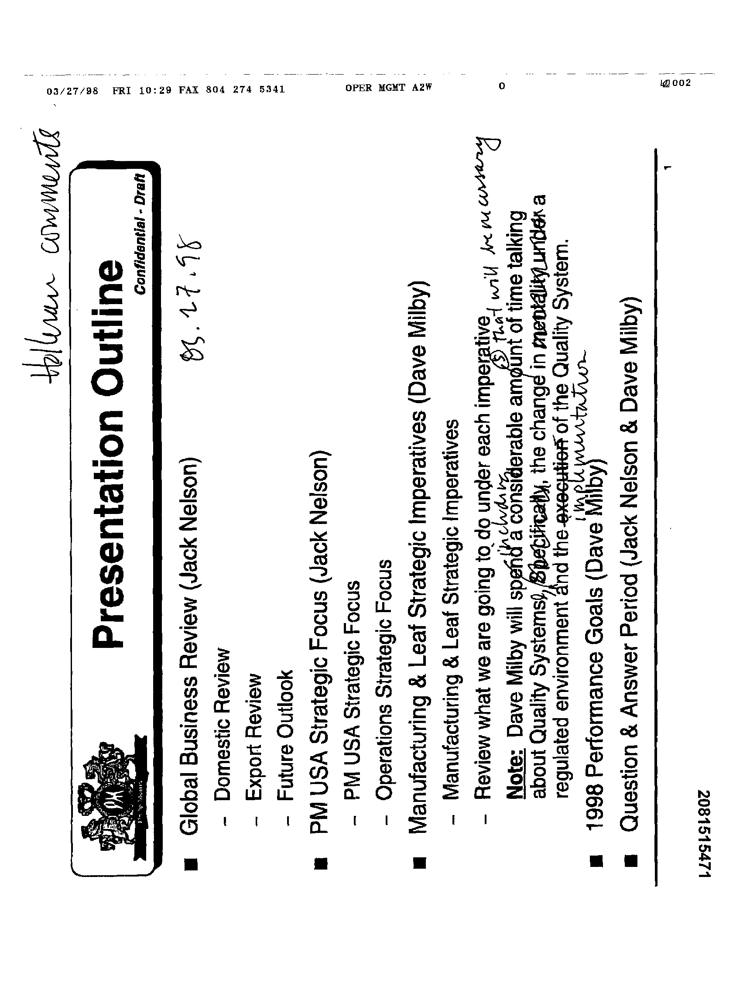 03/27/98 FRI 10:29 FAX 804 274 5341 OPER MGMT A2W 0 002
Holleran comments
Presentation Outline
Confidential - Draft
03.27.98
■ Global Business Review (Jack Nelson)
– Domestic Review
– Export Review
– Future Outlook
■ PM USA Strategic Focus (Jack Nelson)
– PM USA Strategic Focus
– Operations Strategic Focus
■ Manufacturing & Leaf Strategic Imperatives (Dave Milby)
– Manufacturing & Leaf Strategic Imperatives
– Review what we are going to do under each imperative
(s) that will be necessary
Note: Dave Milby will spend a considerable amount of time talking
including
about Quality Systems, Specifically, the change in mentality under a
regulated environment and the execution of the Quality System.
implementation
■ 1998 Performance Goals (Dave Milby)
■ Question & Answer Period (Jack Nelson & Dave Milby)
1
2081515471